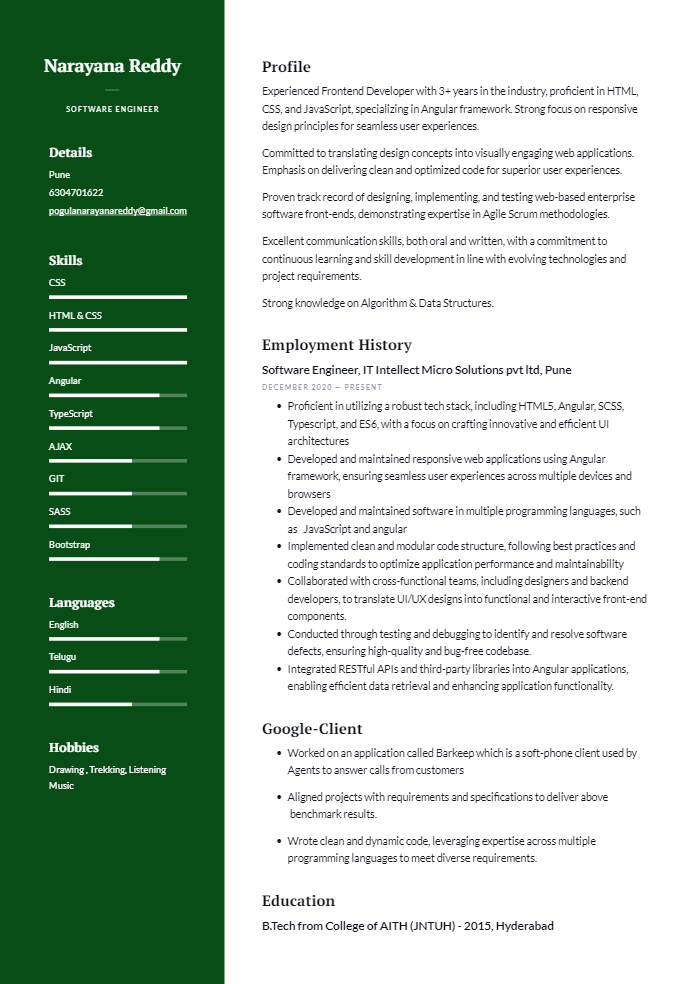 Narayana Reddy
SOFTWARE ENGINEER
Details
Pune
6304701622
pogulanarayanareddy@gmail.com
Skills
CSS
HTML & CSS
JavaScript
Angular
TypeScript
AJAX
GIT
SASS
Bootstrap
Languages
English
Telugu
Hindi
Hobbies
Drawing , Trekking, Listening
Music
Profile
Experienced Frontend Developer with 3+ years in the industry, proficient in HTML,
CSS, and JavaScript, specializing in Angular framework. Strong focus on responsive
design principles for seamless user experiences.
Committed to translating design concepts into visually engaging web applications.
Emphasis on delivering clean and optimized code for superior user experiences.
Proven track record of designing, implementing, and testing web-based enterprise
software front-ends, demonstrating expertise in Agile Scrum methodologies.
Excellent communication skills, both oral and written, with a commitment to
continuous learning and skill development in line with evolving technologies and
project requirements.
Strong knowledge on Algorithm & Data Structures.
Employment History
Software Engineer, IT Intellect Micro Solutions pvt ltd, Pune
DECEMBER 2020 — PRESENT
• Proficient in utilizing a robust tech stack, including HTML5, Angular, SCSS,
Typescript, and ES6, with a focus on crafting innovative and efficient UI
architectures
• Developed and maintained responsive web applications using Angular
framework, ensuring seamless user experiences across multiple devices and
browsers
• Developed and maintained software in multiple programming languages, such
as JavaScript and angular
• Implemented clean and modular code structure, following best practices and
coding standards to optimize application performance and maintainability
• Collaborated with cross-functional teams, including designers and backend
developers, to translate UI/UX designs into functional and interactive front-end
components.
• Conducted through testing and debugging to identify and resolve software
defects, ensuring high-quality and bug-free codebase.
• Integrated RESTful APIs and third-party libraries into Angular applications,
enabling efficient data retrieval and enhancing application functionality.
Google-Client
• Worked on an application called Barkeep which is a soft-phone client used by
Agents to answer calls from customers
• Aligned projects with requirements and specifications to deliver above
benchmark results.
• Wrote clean and dynamic code, leveraging expertise across multiple
programming languages to meet diverse requirements.
Education
B.Tech from College of AITH (JNTUH) - 2015, Hyderabad